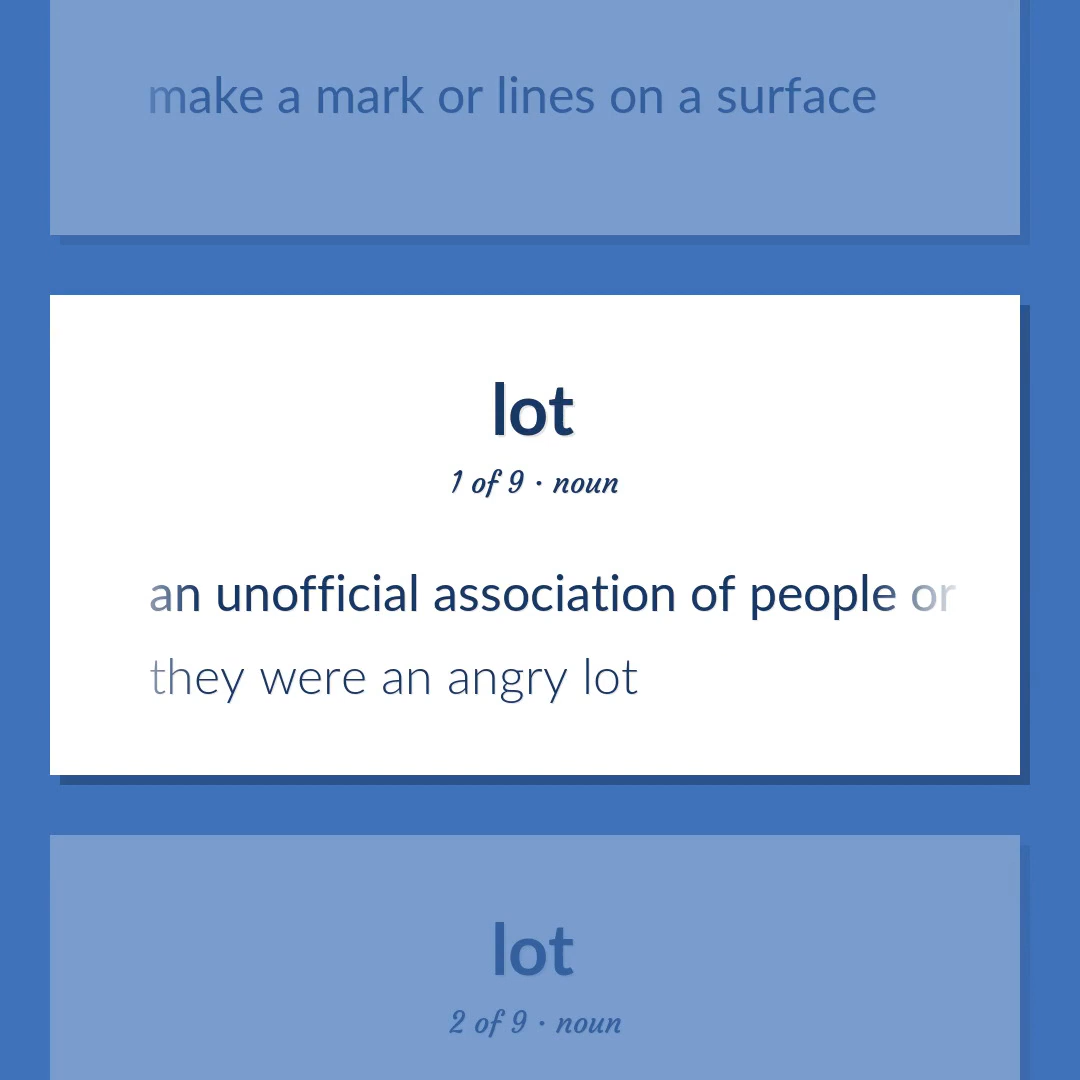 make a mark or lines on a surface
lot
1 of 9 · noun
an unofficial association of people or
they were an angry lot
lot
2 of 9 · noun